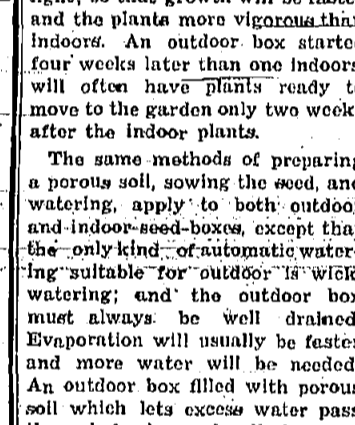 and the plants more vigorous tha
indoors. An outdoor box starte
four weeks later than one indoors
will often have plants ready t
move to the garden only two week
after the indoor plants.
The same methods of preparin
a porous soil, sowing the seed, and
watering, apply to both outdoo
and indoor seed-boxes, except tha
the only kind of automatic water-
ing suitable for outdoor is wick
watering; and the outdoor box
must always be well drained
Evaporation will usually be faste
and more water will be needed
An outdoor box filled with porous
soil which lets excess water pass